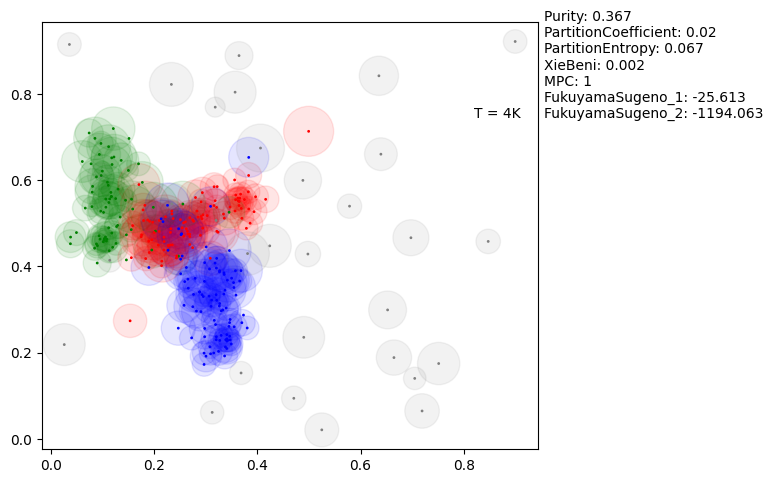 Purity: 0.367
PartitionCoefficient: 0.02
PartitionEntropy: 0.067
XieBeni: 0.002
MPC: 1
FukuyamaSugeno_1: -25.613
FukuyamaSugeno_2: -1194.063
T = 4K
0.8
0.6
0.4
0.2
0.0
0.0 0.2 0.4 0.6 0.8